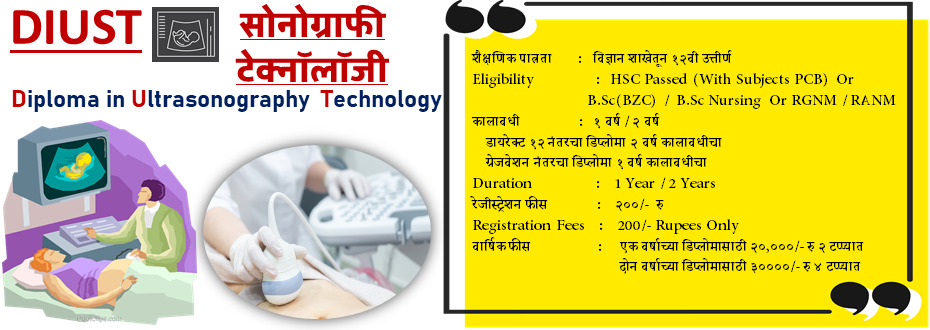 DIUST
सोनोग्राफी
टेक्नॉलॉजी
Diploma in Ultrasonography Technology
शैक्षणिक पात्रता : विज्ञान शाखेतून १२वी उत्तीर्ण
Eligibility : HSC Passed (With Subjects PCB) Or
B.Sc(BZC) / B.Sc Nursing Or RGNM / RANM
कालावधी : १ वर्ष / २ वर्ष
डायरेक्ट १२ नंतरचा डिप्लोमा २ वर्ष कालावधीचा
ग्रेजवेशन नंतरचा डिप्लोमा १ वर्ष कालावधीचा
Duration : 1 Year / 2 Years
रेजीस्ट्रेशन फीस : २००/- रु
Registration Fees : 200/- Rupees Only
वार्षिक फीस : एक वर्षाच्या डिप्लोमासाठी २०,०००/- रु २ टप्प्यात
दोन वर्षाच्या डिप्लोमासाठी ३००००/- रु ४ टप्प्यात